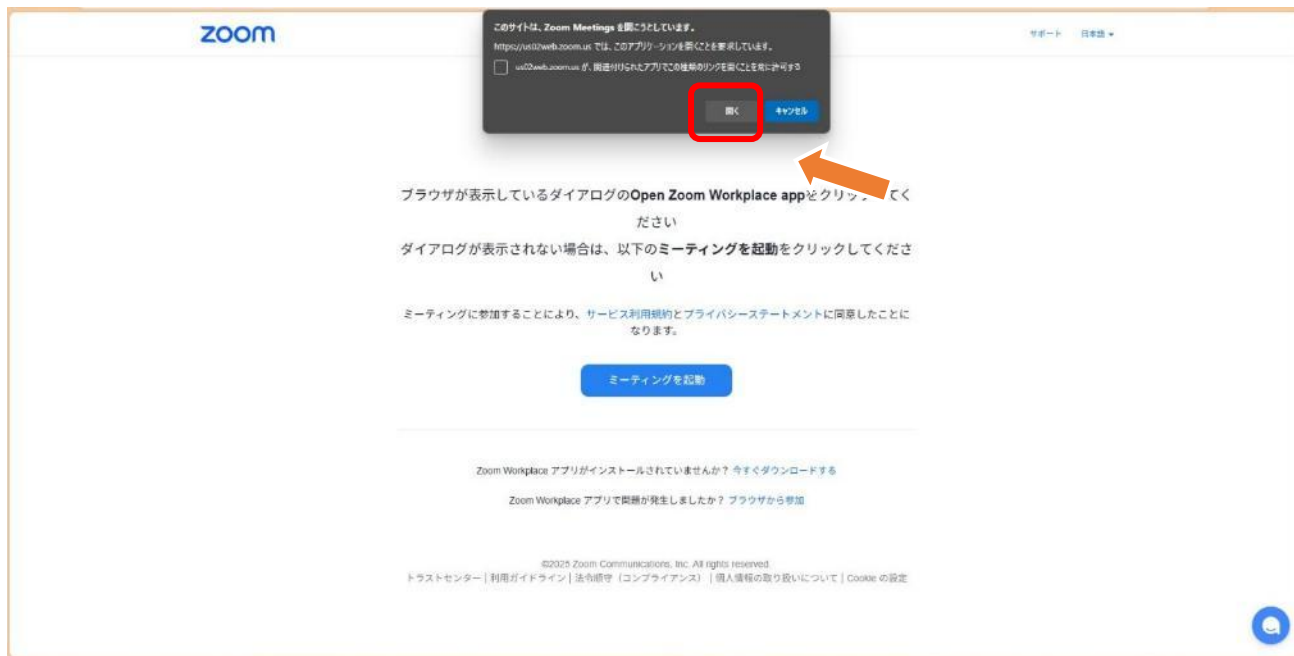 zoom
このサイトは、Zoom Meetings を開こうとしています。
https://us02web.zoom.us では、このアプリケーションを開くことを要求しています。
us02web.zoom.us が、関連付けられたアプリでこの種類のリンクを開くことを常に許可する
開く キャンセル
サポート 日本語
ブラウザが表示しているダイアログのOpen Zoom Workplace appをクリッ てく
ださい
ダイアログが表示されない場合は、以下のミーティングを起動をクリックしてくださ
い
ミーティングに参加することにより、サービス利用規約とプライバシーステートメントに同意したことに
なります。
ミーティングを起動
Zoom Workplace アプリがインストールされていませんか？ 今すぐダウンロードする
Zoom Workplace アプリで問題が発生しましたか？ ブラウザから参加
©2025 Zoom Communications, Inc. All rights reserved.
トラストセンター | 利用ガイドライン | 法令順守（コンプライアンス） | 個人情報の取り扱いについて | Cookie の設定